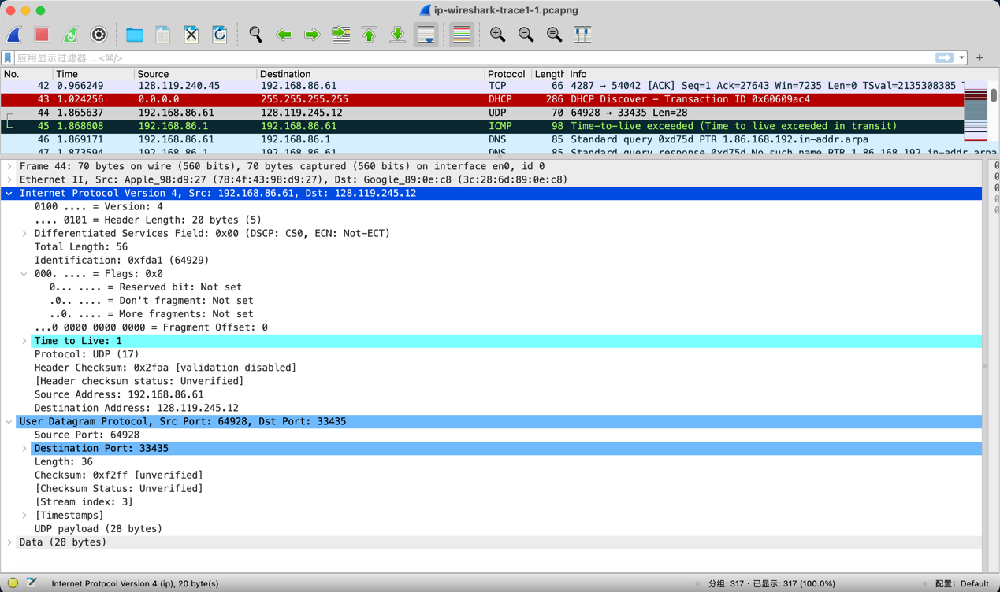 ip-wireshark-trace1-1.pcapng
应用显示过滤器 … <⌘/>
No. Time Source Destination Protocol Length Info
42 0.966249 128.119.240.45 192.168.86.61 TCP 66 4287 → 54042 [ACK] Seq=1 Ack=27643 Win=7235 Len=0 TSval=2135308385
43 1.024256 0.0.0.0 255.255.255.255 DHCP 286 DHCP Discover – Transaction ID 0x60609ac4
44 1.865637 192.168.86.61 128.119.245.12 UDP 70 64928 → 33435 Len=28
45 1.868608 192.168.86.1 192.168.86.61 ICMP 98 Time-to-live exceeded (Time to live exceeded in transit)
46 1.869171 192.168.86.61 192.168.86.1 DNS 85 Standard query 0xd75d PTR 1.86.168.192.in-addr.arpa
47 1.873594 192.168.86.1 192.168.86.61 DNS 85 Standard query response 0xd75d No such name PTR 1.86.168.192.in-addr.arpa
Frame 44: 70 bytes on wire (560 bits), 70 bytes captured (560 bits) on interface en0, id 0
Ethernet II, Src: Apple_98:d9:27 (78:4f:43:98:d9:27), Dst: Google_89:0e:c8 (3c:28:6d:89:0e:c8)
Internet Protocol Version 4, Src: 192.168.86.61, Dst: 128.119.245.12
0100 .... = Version: 4
.... 0101 = Header Length: 20 bytes (5)
Differentiated Services Field: 0x00 (DSCP: CS0, ECN: Not-ECT)
Total Length: 56
Identification: 0xfda1 (64929)
000. .... = Flags: 0x0
0... .... = Reserved bit: Not set
.0.. .... = Don't fragment: Not set
..0. .... = More fragments: Not set
...0 0000 0000 0000 = Fragment Offset: 0
Time to Live: 1
Protocol: UDP (17)
Header Checksum: 0x2faa [validation disabled]
[Header checksum status: Unverified]
Source Address: 192.168.86.61
Destination Address: 128.119.245.12
User Datagram Protocol, Src Port: 64928, Dst Port: 33435
Source Port: 64928
Destination Port: 33435
Length: 36
Checksum: 0xf2ff [unverified]
[Checksum Status: Unverified]
[Stream index: 3]
[Timestamps]
UDP payload (28 bytes)
Data (28 bytes)
Internet Protocol Version 4 (ip), 20 byte(s) 分组: 317 · 已显示: 317 (100.0%) 配置: Default